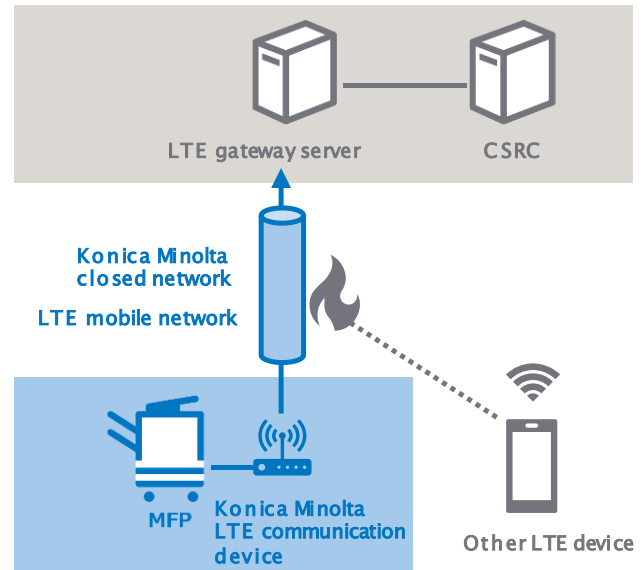 LTE gateway server
CSRC
Konica Minolta
closed network
LTE mobile network
MFP
Konica Minolta
LTE communication
device
Other LTE device